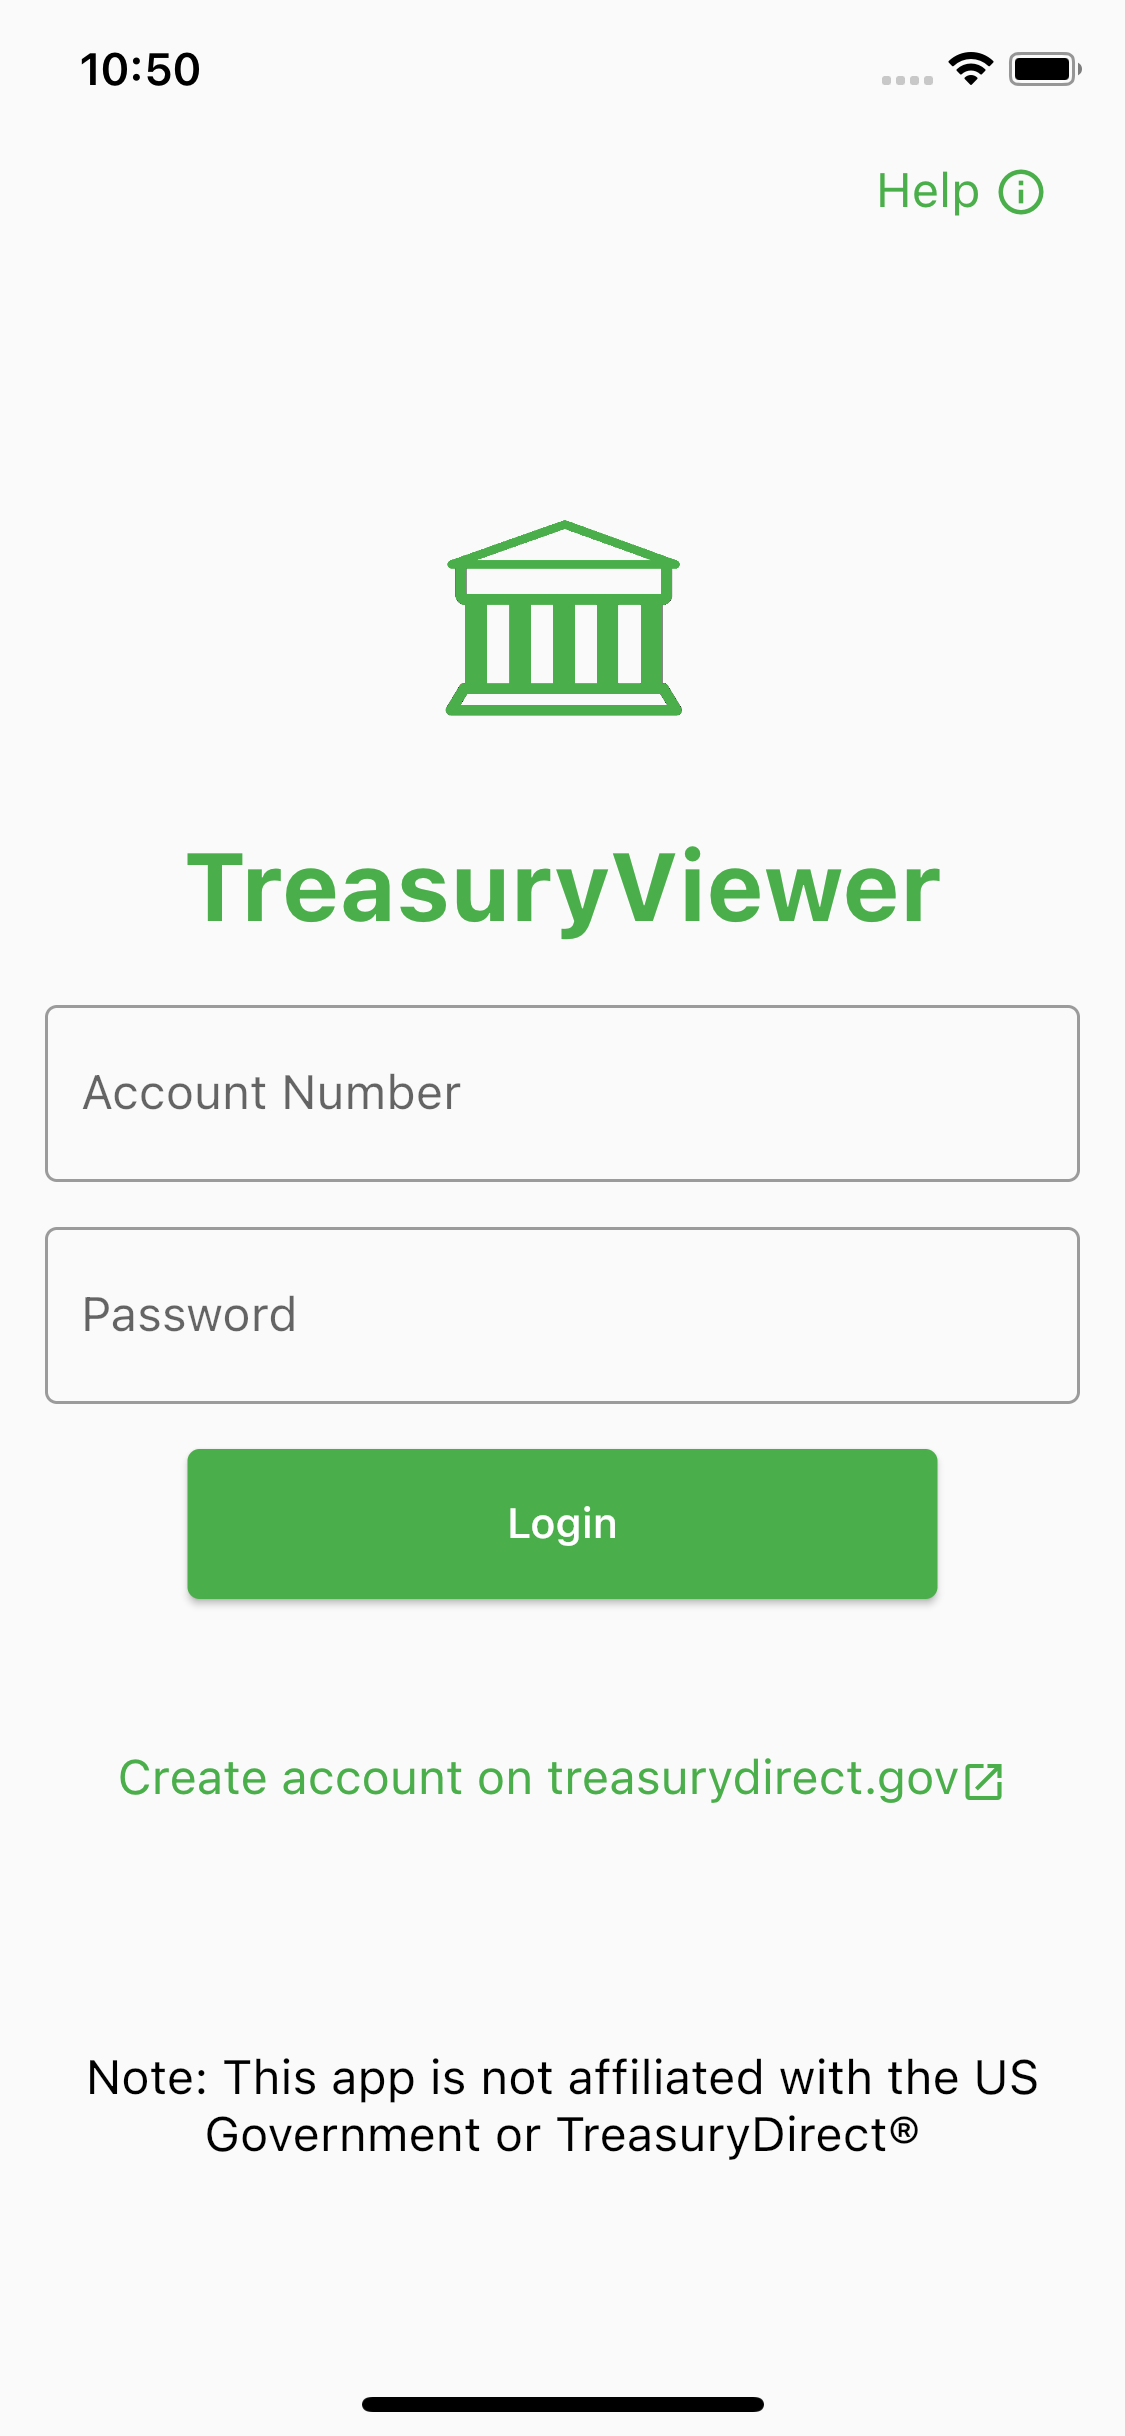 10:50
Help
TreasuryViewer
Account Number
Password
Login
Create account on treasurydirect.gov
Note: This app is not affiliated with the US
Government or TreasuryDirect®